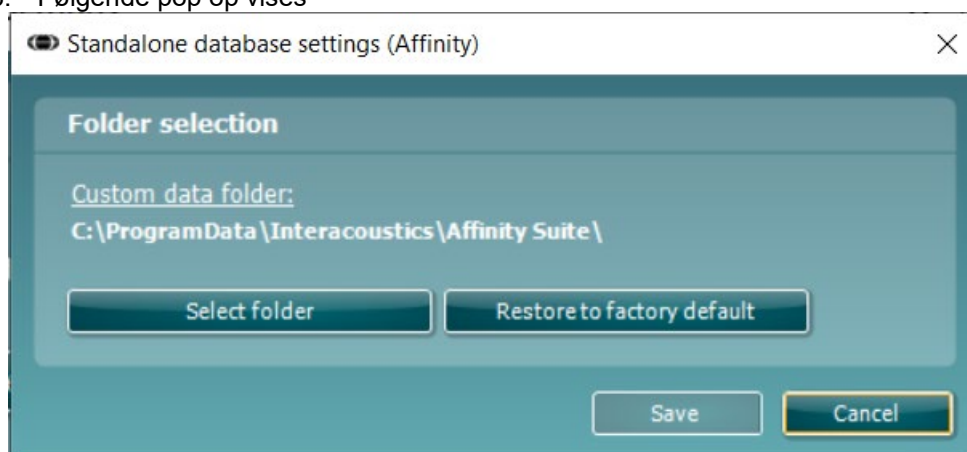 Følgende pop op vises
Standalone database settings (Affinity)
Folder selection
Custom data folder:
C:\ProgramData\Interacoustics\Affinity Suite\
Select folder
Restore to factory default
Save
Cancel